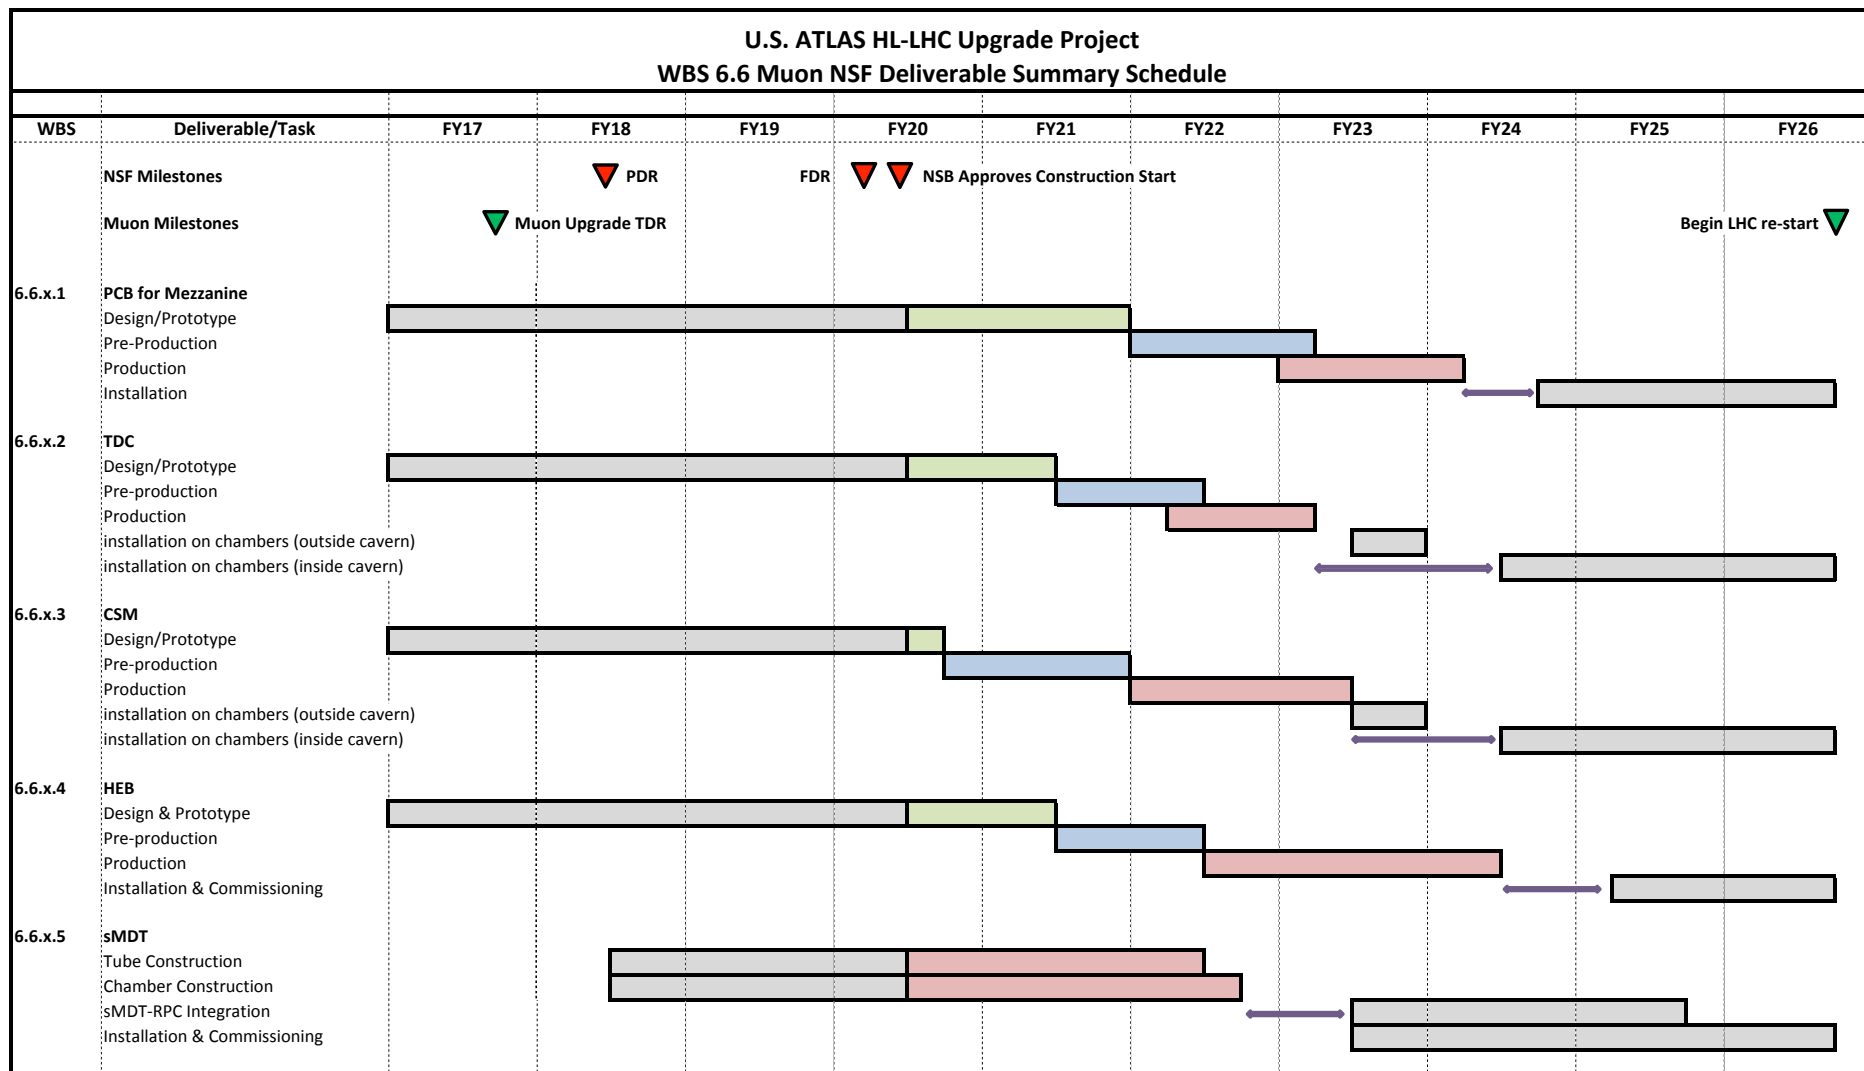 U.S. ATLAS HL-LHC Upgrade Project
WBS 6.6 Muon NSF Deliverable Summary Schedule
WBS Deliverable/Task FY17 FY18 FY19 FY20 FY21 FY22 FY23 FY24 FY25 FY26
NSF Milestones PDR FDR NSB Approves Construction Start
Muon Milestones Muon Upgrade TDR Begin LHC re-start
6.6.x.1 PCB for Mezzanine
Design/Prototype
Pre-Production
Production
Installation
6.6.x.2 TDC
Design/Prototype
Pre-production
Production
installation on chambers (outside cavern)
installation on chambers (inside cavern)
6.6.x.3 CSM
Design/Prototype
Pre-production
Production
installation on chambers (outside cavern)
installation on chambers (inside cavern)
6.6.x.4 HEB
Design & Prototype
Pre-production
Production
Installation & Commissioning
6.6.x.5 sMDT
Tube Construction
Chamber Construction
sMDT-RPC Integration
Installation & Commissioning